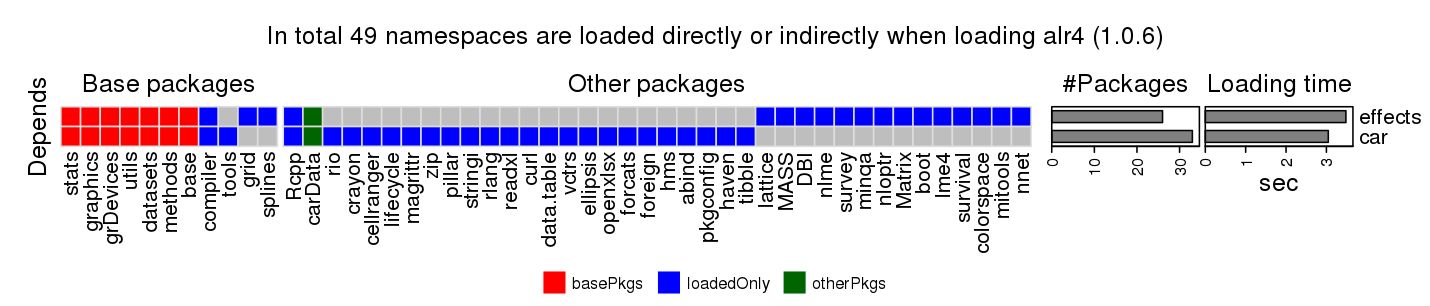 In total 49 namespaces are loaded directly or indirectly when loading alr4 (1.0.6)
Base packages
Other packages
#Packages
Loading time
Depends
effects
car
stats
graphics
grDevices
utils
datasets
methods
base
compiler
tools
grid
splines
Rcpp
carData
rio
crayon
cellranger
lifecycle
magrittr
zip
pillar
stringi
rlang
readxl
curl
data.table
vctrs
ellipsis
openxlsx
forcats
foreign
hms
abind
pkgconfig
haven
tibble
lattice
MASS
DBI
nlme
survey
minqa
nloptr
Matrix
boot
lme4
survival
colorspace
mitools
nnet
0 10 20 30
0 1 2 3
sec
basePkgs loadedOnly otherPkgs